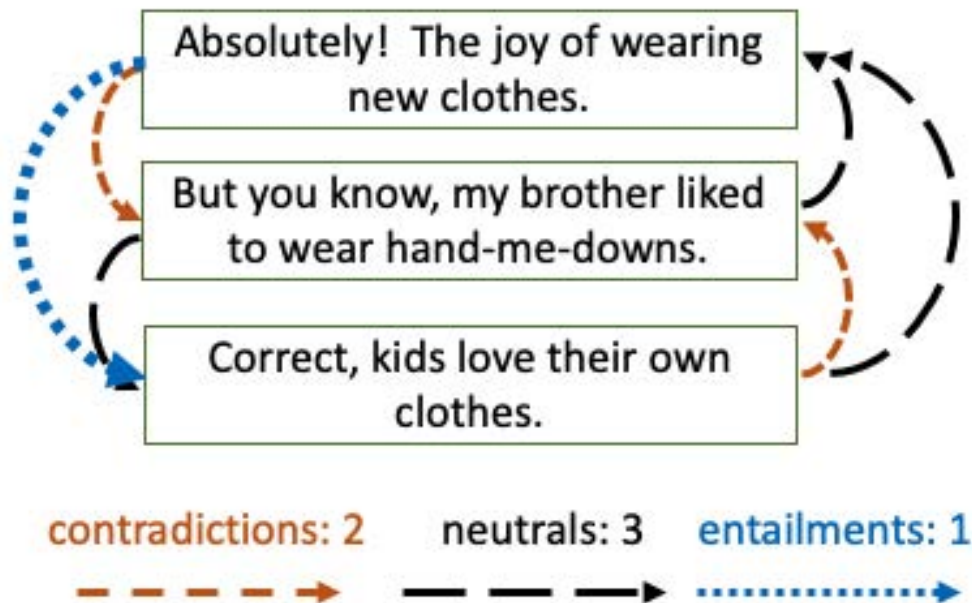 Absolutely!  The joy of wearing
new clothes.
But you know, my brother liked
to wear hand-me-downs.
Correct, kids love their own
clothes.
contradictions: 2 neutrals: 3 entailments: 1